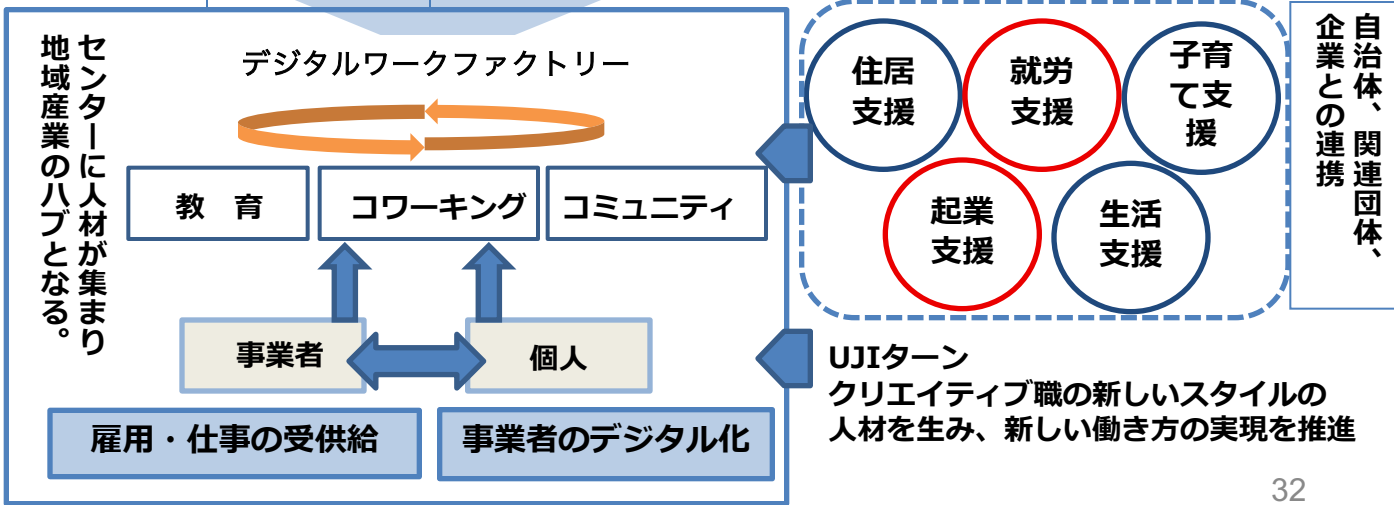 センターに人材が集まり
地域産業のハブとなる。
デジタルワークファクトリー
教　育
コワーキング
コミュニティ
事業者
個人
雇用・仕事の受供給
事業者のデジタル化
住居
支援
就労
支援
子育
て支
援
起業
支援
生活
支援
自治体、関連団体、
企業との連携
UJIターン
クリエイティブ職の新しいスタイルの
人材を生み、新しい働き方の実現を推進
32